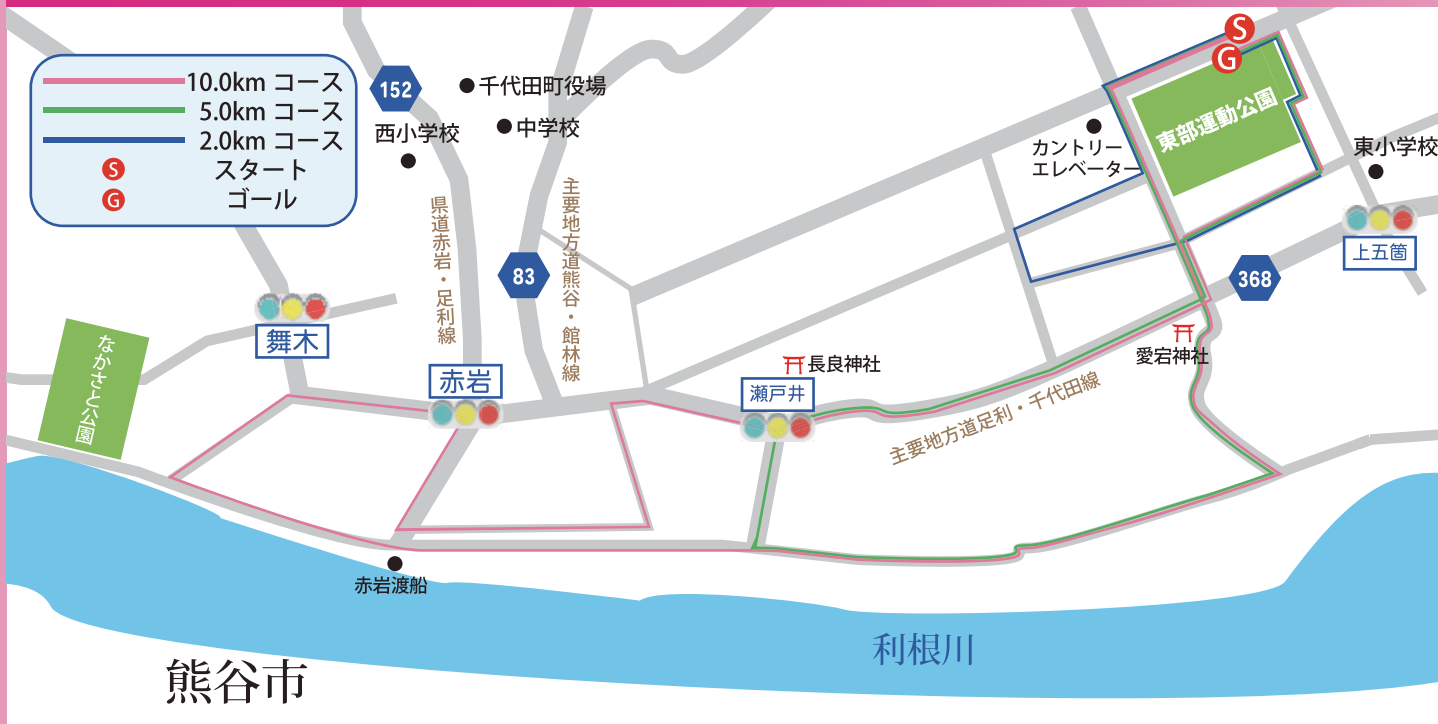 10.0km コース
5.0km コース
2.0km コース
S スタート
G ゴール
152
千代田町役場
中学校
西小学校
県道赤岩・足利線
主要地方道熊谷・館林線
83
S
G
東部運動公園
カントリー
エレベーター
東小学校
上五箇
368
愛宕神社
舞木
なかさと公園
赤岩
長良神社
瀬戸井
主要地方道足利・千代田線
赤岩渡船
利根川
熊谷市